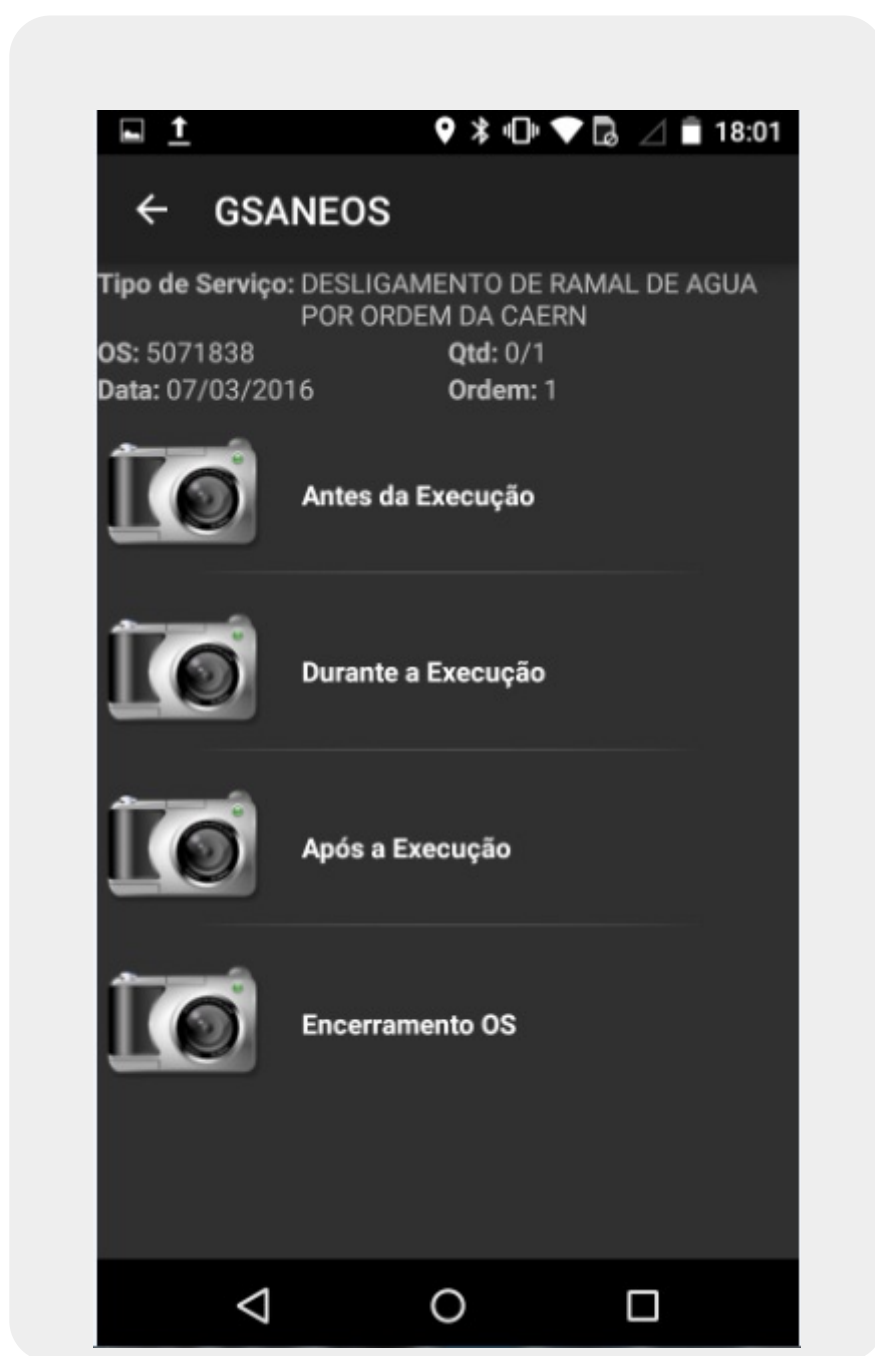 18:01
GSANEOS
Tipo de Serviço: DESLIGAMENTO DE RAMAL DE AGUA
POR ORDEM DA CAERN
OS: 5071838 Qtd: 0/1
Data: 07/03/2016 Ordem: 1
Antes da Execução
Durante a Execução
Após a Execução
Encerramento OS